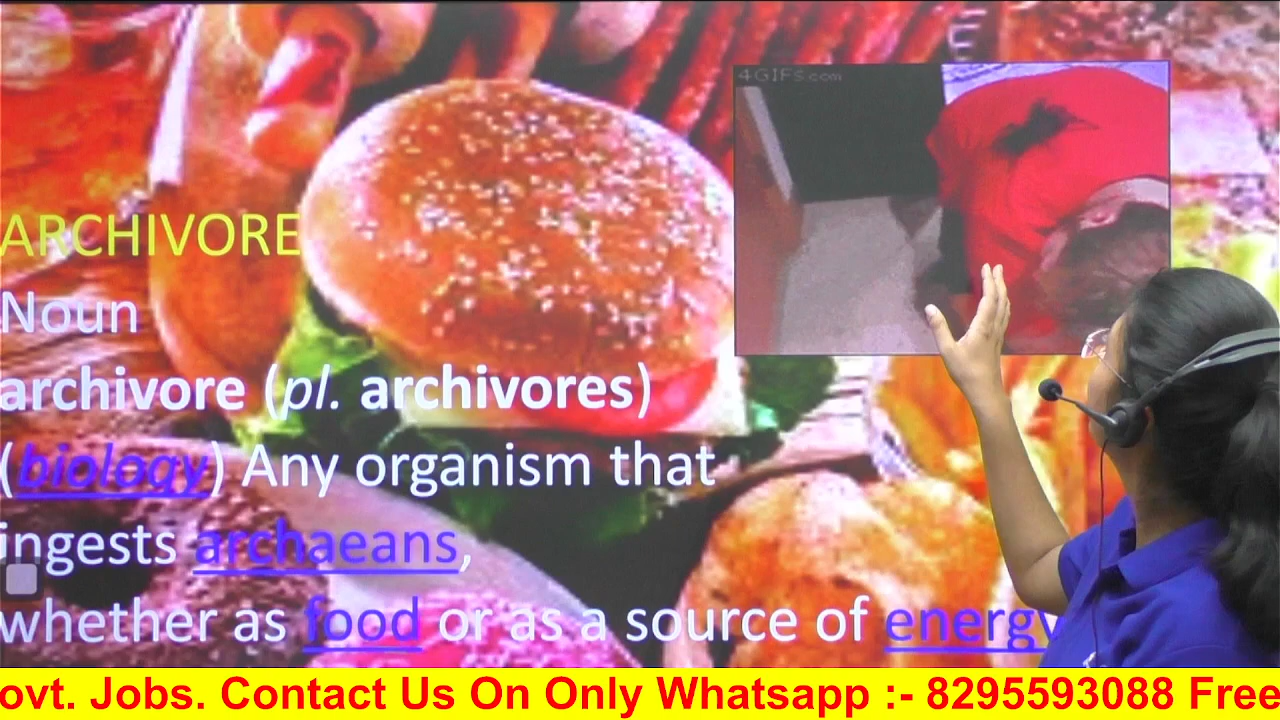 4GIFS.com
ARCHIVORE
Noun
archivore (pl. archivores)
(biology) Any organism that
ingests archaeans,
whether as food or as a source of energy
ovt. Jobs. Contact Us On Only Whatsapp :- 8295593088 Free